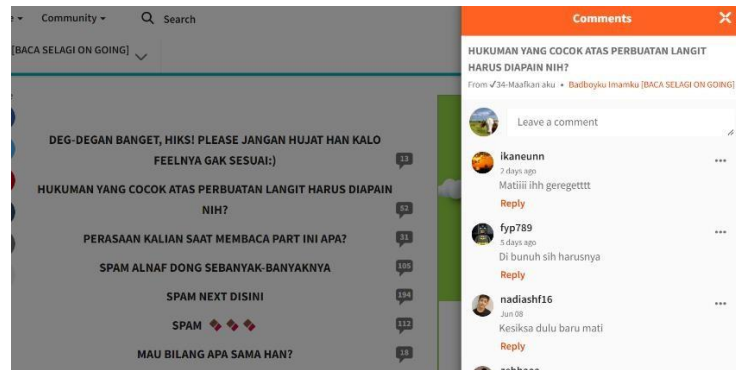 Community
Search
[BACA SELAGI ON GOING]
DEG-DEGAN BANGET, HIKS! PLEASE JANGAN HUJAT HAN KALO
FEELNYA GAK SESUAI:)
13
HUKUMAN YANG COCOK ATAS PERBUATAN LANGIT HARUS DIAPAIN
NIH?
52
PERASAAN KALIAN SAAT MEMBACA PART INI APA?
31
SPAM ALNAF DONG SEBANYAK-BANYAKNYA
105
SPAM NEXT DISINI
194
SPAM 🍫 🍫 🍫
112
MAU BILANG APA SAMA HAN?
18
Comments
HUKUMAN YANG COCOK ATAS PERBUATAN LANGIT
HARUS DIAPAIN NIH?
From √34-Maafkan aku • Badboyku Imamku [BACA SELAGI ON GOING]
Leave a comment
ikaneunn
2 days ago
Matiiii ihh geregetttt
Reply
fyp789
5 days ago
Di bunuh sih harusnya
Reply
nadiashf16
Jun 08
Kesiksa dulu baru mati
Reply